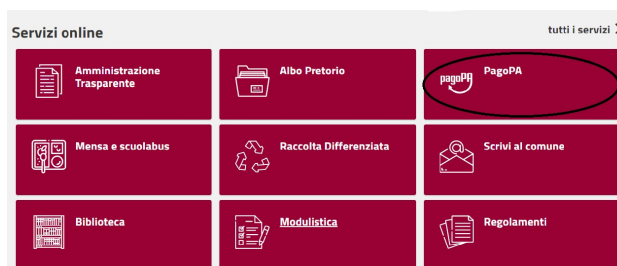 Servizi online
tutti i servizi
Amministrazione
Trasparente
Albo Pretorio
pagoPA
PagoPA
Mensa e scuolabus
Raccolta Differenziata
Scrivi al comune
Biblioteca
Modulistica
Regolamenti